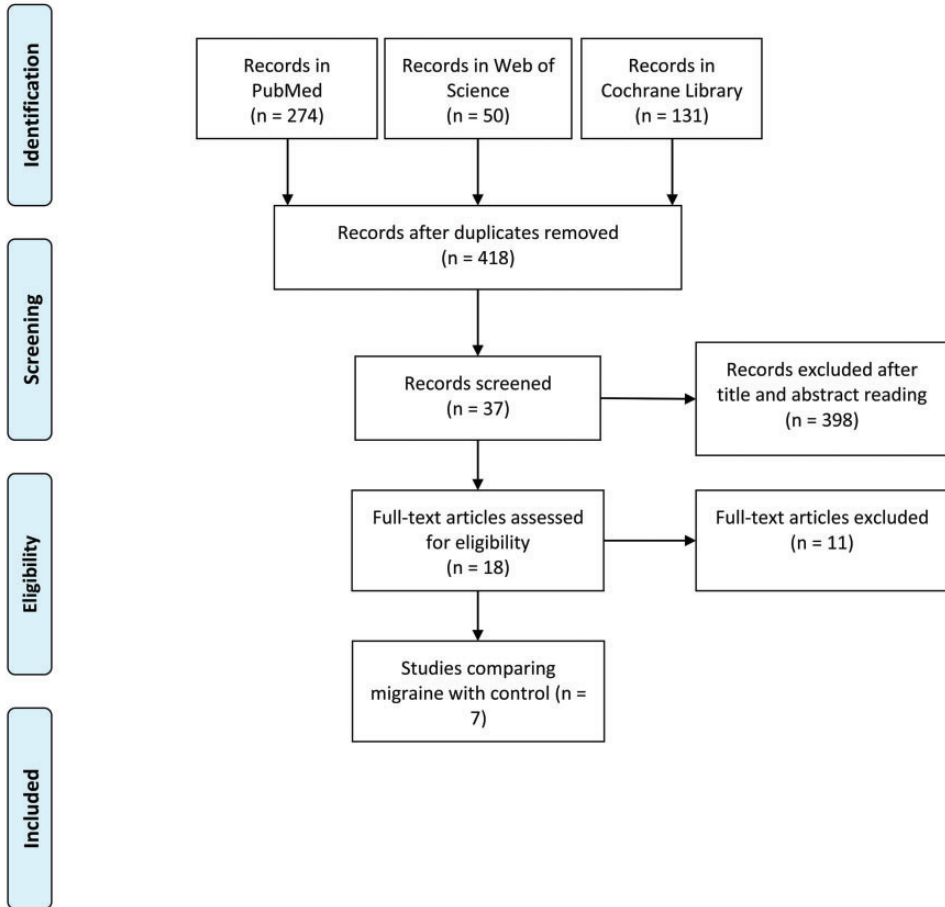 Identification
Records in
PubMed
(n = 274)
Records in Web of
Science
(n = 50)
Records in
Cochrane Library
(n = 131)
Records after duplicates removed
(n = 418)
Screening
Records screened
(n = 37)
Records excluded after
title and abstract reading
(n = 398)
Eligibility
Full-text articles assessed
for eligibility
(n = 18)
Full-text articles excluded
(n = 11)
Studies comparing
migraine with control (n =
7)
Included